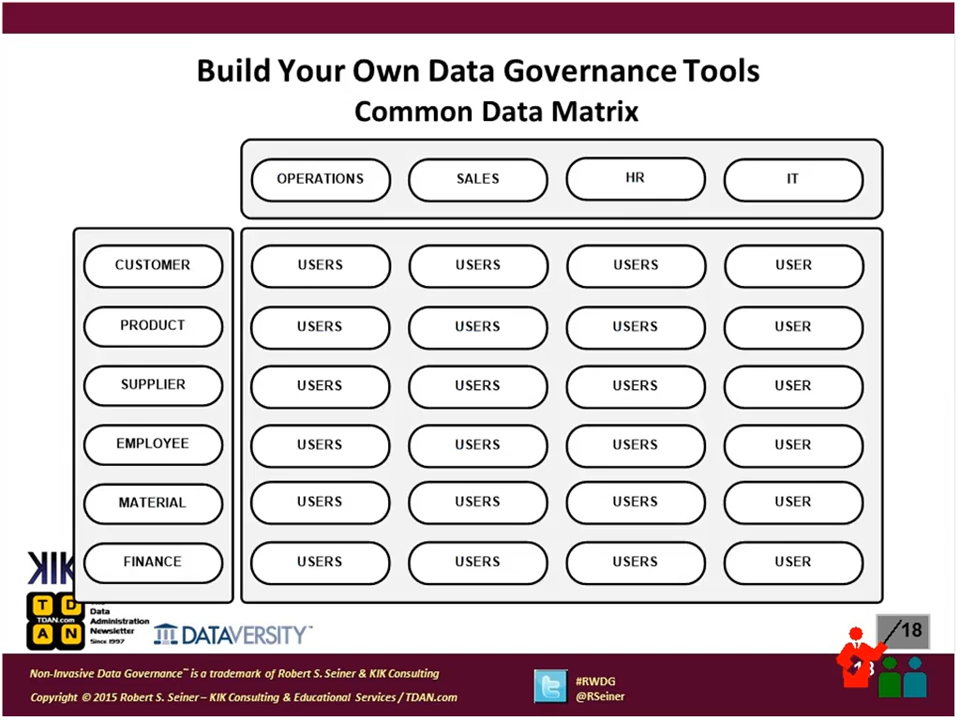 Build Your Own Data Governance Tools
Common Data Matrix
OPERATIONS SALES HR IT
CUSTOMER USERS USERS USERS USER
PRODUCT USERS USERS USERS USER
SUPPLIER USERS USERS USERS USER
EMPLOYEE USERS USERS USERS USER
MATERIAL USERS USERS USERS USER
FINANCE USERS USERS USERS USER
KIK
T D
TDAN.com
A N
Data
Administration
Newsletter
Since 1997
DATAVERSITY™
/18
Non-Invasive Data Governance™ is a trademark of Robert S. Seiner & KIK Consulting
Copyright © 2015 Robert S. Seiner – KIK Consulting & Educational Services / TDAN.com
#RWDG
@RSeiner